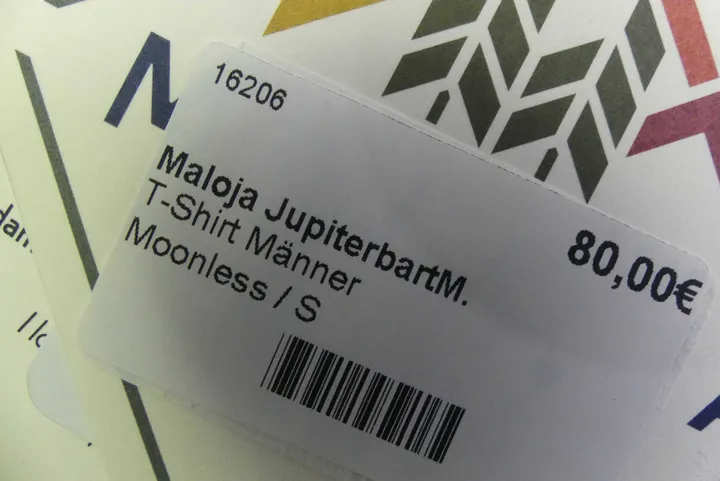 16206
Maloja JupiterbartM.
T-Shirt Männer
Moonless / S
80,00€